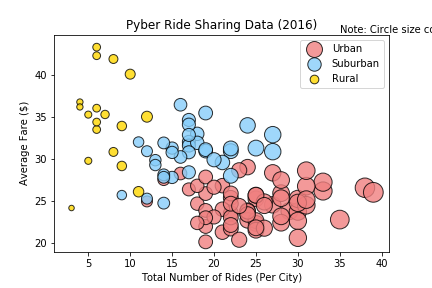 Pyber Ride Sharing Data (2016)
Note: Circle size co
Urban
Suburban
Rural
Average Fare ($)
40
35
30
25
20
5 10 15 20 25 30 35 40
Total Number of Rides (Per City)